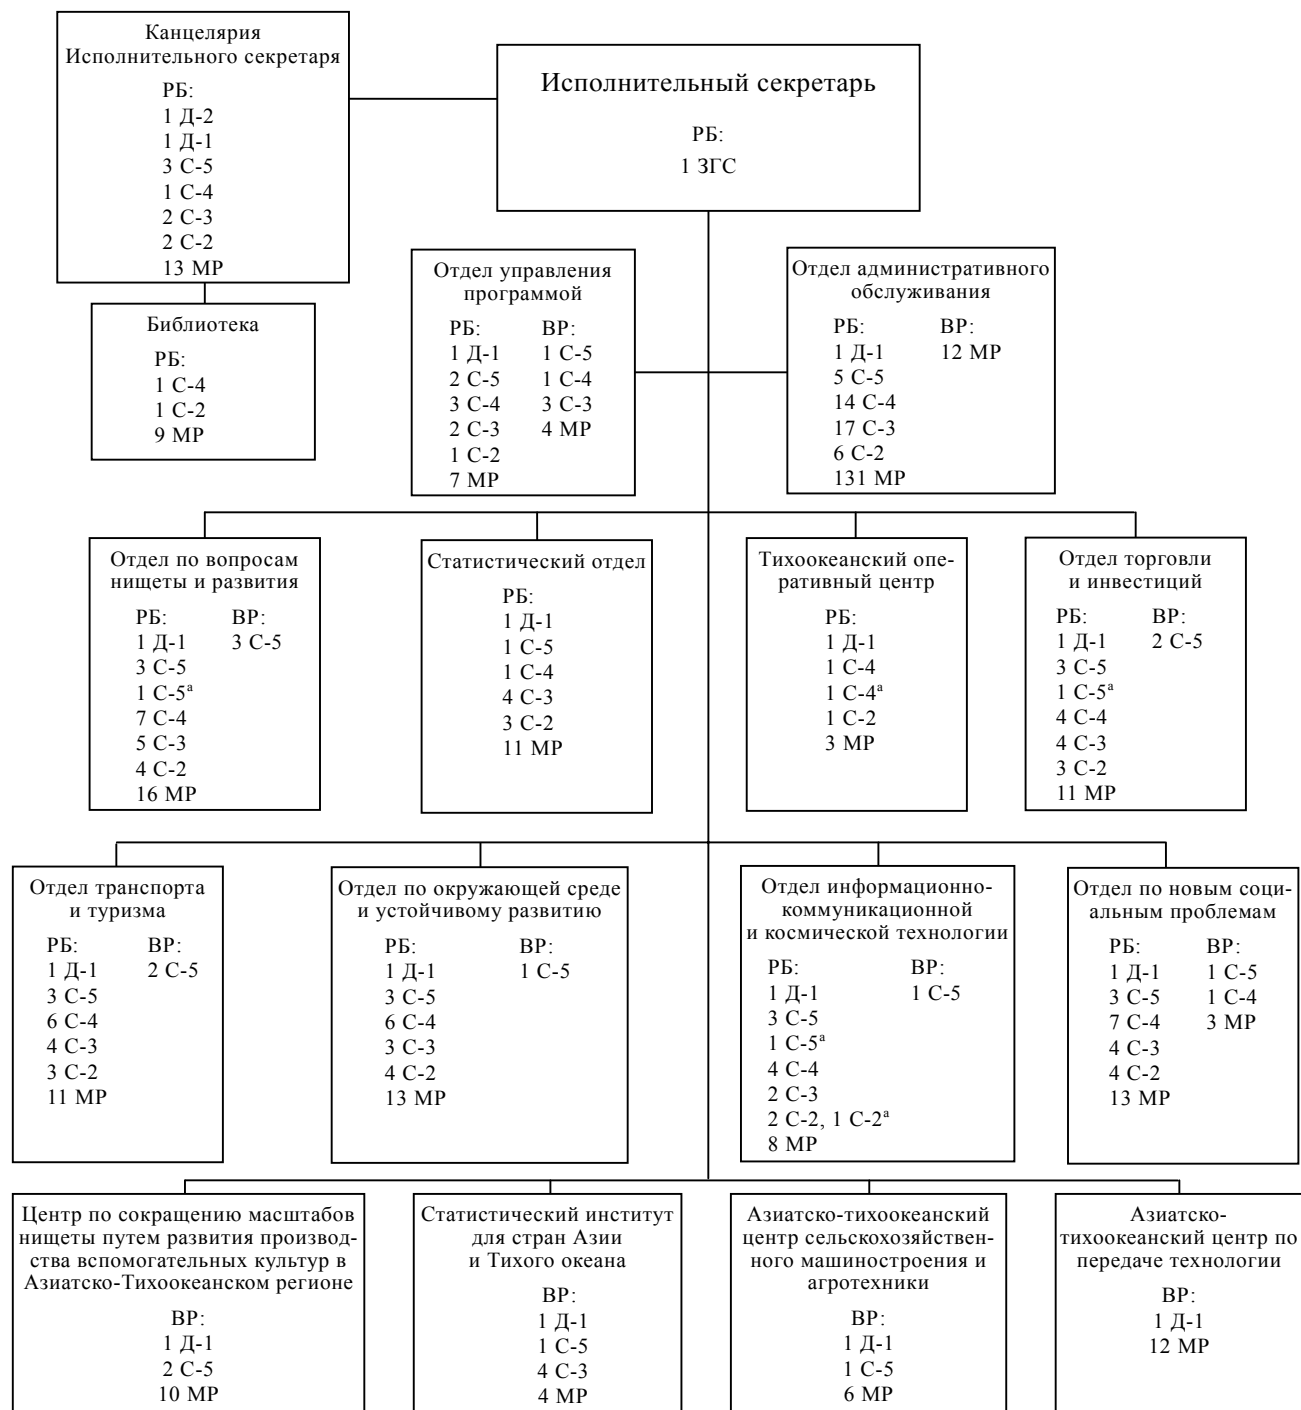 Канцелярия
Исполнительного секретаря
РБ:
1 Д-2
1 Д-1
3 С-5
1 С-4
2 С-3
2 С-2
13 МР
Исполнительный секретарь
РБ:
1 ЗГС
Библиотека
РБ:
1 С-4
1 С-2
9 МР
Отдел управления
программой
РБ:
1 Д-1
2 С-5
3 С-4
2 С-3
1 С-2
7 МР
ВР:
1 С-5
1 С-4
3 С-3
4 МР
Отдел административного
обслуживания
РБ:
1 Д-1
5 С-5
14 С-4
17 С-3
6 С-2
131 МР
ВР:
12 МР
Отдел по вопросам
нищеты и развития
РБ:
1 Д-1
3 С-5
1 С-5ª
7 С-4
5 С-3
4 С-2
16 МР
ВР:
3 С-5
Статистический отдел
РБ:
1 Д-1
1 С-5
1 С-4
4 С-3
3 С-2
11 МР
Тихоокеанский опе-
ративный центр
РБ:
1 Д-1
1 С-4
1 С-4ª
1 С-2
3 МР
Отдел торговли
и инвестиций
РБ:
1 Д-1
3 С-5
1 С-5ª
4 С-4
4 С-3
3 С-2
11 МР
ВР:
2 С-5
Отдел транспорта
и туризма
РБ:
1 Д-1
3 С-5
6 С-4
4 С-3
3 С-2
11 МР
ВР:
2 С-5
Отдел по окружающей среде
и устойчивому развитию
РБ:
1 Д-1
3 С-5
6 С-4
3 С-3
4 С-2
13 МР
ВР:
1 С-5
Отдел информационно-
коммуникационной
и космической технологии
РБ:
1 Д-1
3 С-5
1 С-5ª
4 С-4
2 С-3
2 С-2, 1 С-2ª
8 МР
ВР:
1 С-5
Отдел по новым соци-
альным проблемам
РБ:
1 Д-1
3 С-5
7 С-4
4 С-3
4 С-2
13 МР
ВР:
1 С-5
1 С-4
3 МР
Центр по сокращению масштабов
нищеты путем развития производ-
ства вспомогательных культур в
Азиатско-Тихоокеанском регионе
ВР:
1 Д-1
2 С-5
10 МР
Статистический институт
для стран Азии
и Тихого океана
ВР:
1 Д-1
1 С-5
4 С-3
4 МР
Азиатско-тихоокеанский
центр сельскохозяйствен-
ного машиностроения и
агротехники
ВР:
1 Д-1
1 С-5
6 МР
Азиатско-
тихоокеанский центр по
передаче технологии
ВР:
1 Д-1
12 МР